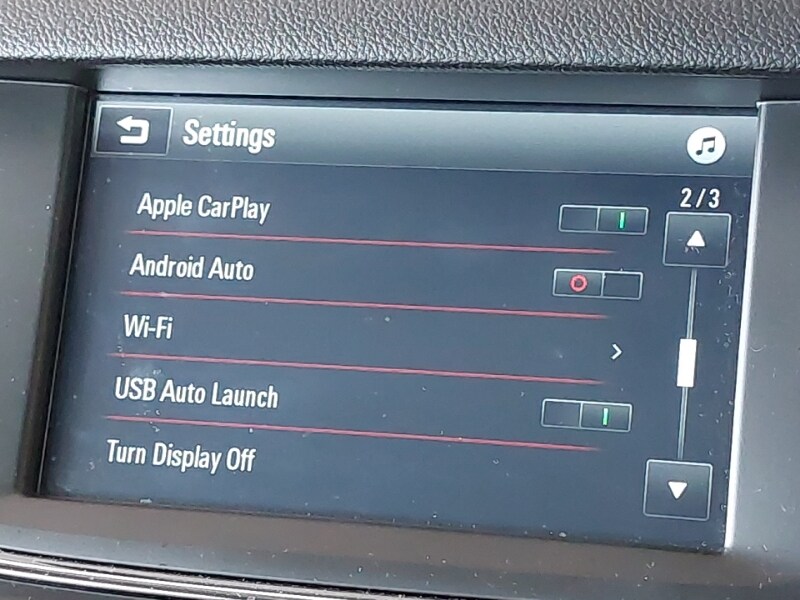 Settings
2/3
Apple CarPlay
Android Auto
Wi-Fi
USB Auto Launch
Turn Display Off